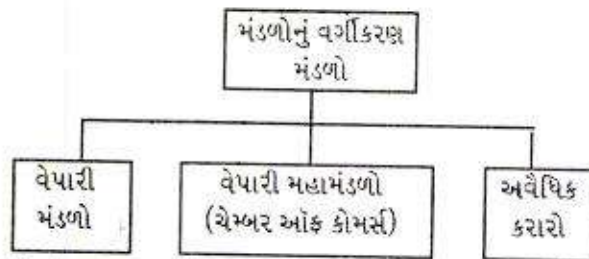 મંડળોનું વર્ગીકરણ
મંડળો
વેપારી
મંડળો
વેપારી મહામંડળો
(ચેમ્બર ઑફ કોમર્સ)
અવૈધિક
કરારો